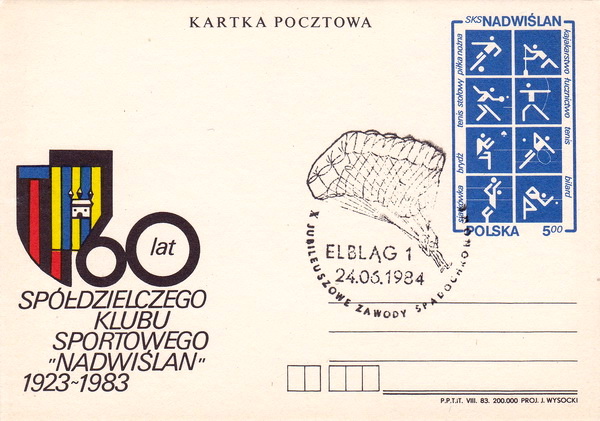 KARTKA POCZTOWA
SKS NADWIŚLAN
piłka nożna
tenis stołowy
brydż
siatkówka
kajakarstwo
łucznictwo
tenis
bilard
POLSKA 5.00
60 lat
SPÓŁDZIELCZEGO
KLUBU
SPORTOWEGO
"NADWIŚLAN"
1923~1983
ELBLĄG 1
24.06.1984
X JUBILEUSZOWE ZAWODY SPADOCHRONOWE
P.P.T.iT. VIII. 83. 200.000 PROJ. J. WYSOCKI